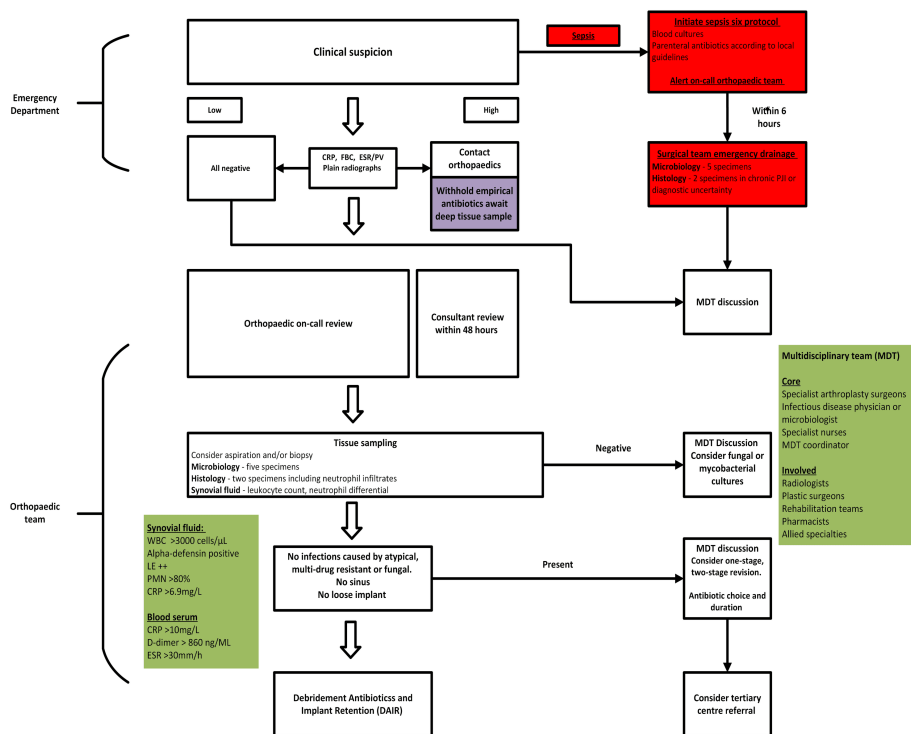 Emergency
Department
Clinical suspicion
Sepsis
Initiate sepsis six protocol
Blood cultures
Parenteral antibiotics according to local
guidelines
Alert on-call orthopaedic team
Low
High
Within 6
hours
All negative
CRP, FBC, ESR/PV
Plain radiographs
Contact
orthopaedics
Withhold empirical
antibiotics await
deep tissue sample
Surgical team emergency drainage
Microbiology - 5 specimens
Histology - 2 specimens in chronic PJI or
diagnostic uncertainty
MDT discussion
Orthopaedic on-call review
Consultant review
within 48 hours
Multidisciplinary team (MDT)
Core
Specialist arthroplasty surgeons
Infectious disease physician or
microbiologist
Specialist nurses
MDT coordinator
Involved
Radiologists
Plastic surgeons
Rehabilitation teams
Pharmacists
Allied specialties
Orthopaedic
team
Tissue sampling
Consider aspiration and/or biopsy
Microbiology - five specimens
Histology - two specimens including neutrophil infiltrates
Synovial fluid - leukocyte count, neutrophil differential
Negative
MDT Discussion
Consider fungal or
mycobacterial
cultures
Synovial fluid:
WBC >3000 cells/µL
Alpha-defensin positive
LE ++
PMN >80%
CRP >6.9mg/L
Blood serum
CRP >10mg/L
D-dimer > 860 ng/ML
ESR >30mm/h
No infections caused by atypical,
multi-drug resistant or fungal.
No sinus
No loose implant
Present
MDT discussion
Consider one-stage,
two-stage revision.
Antibiotic choice and
duration
Debridement Antibioticss and
Implant Retention (DAIR)
Consider tertiary
centre referral